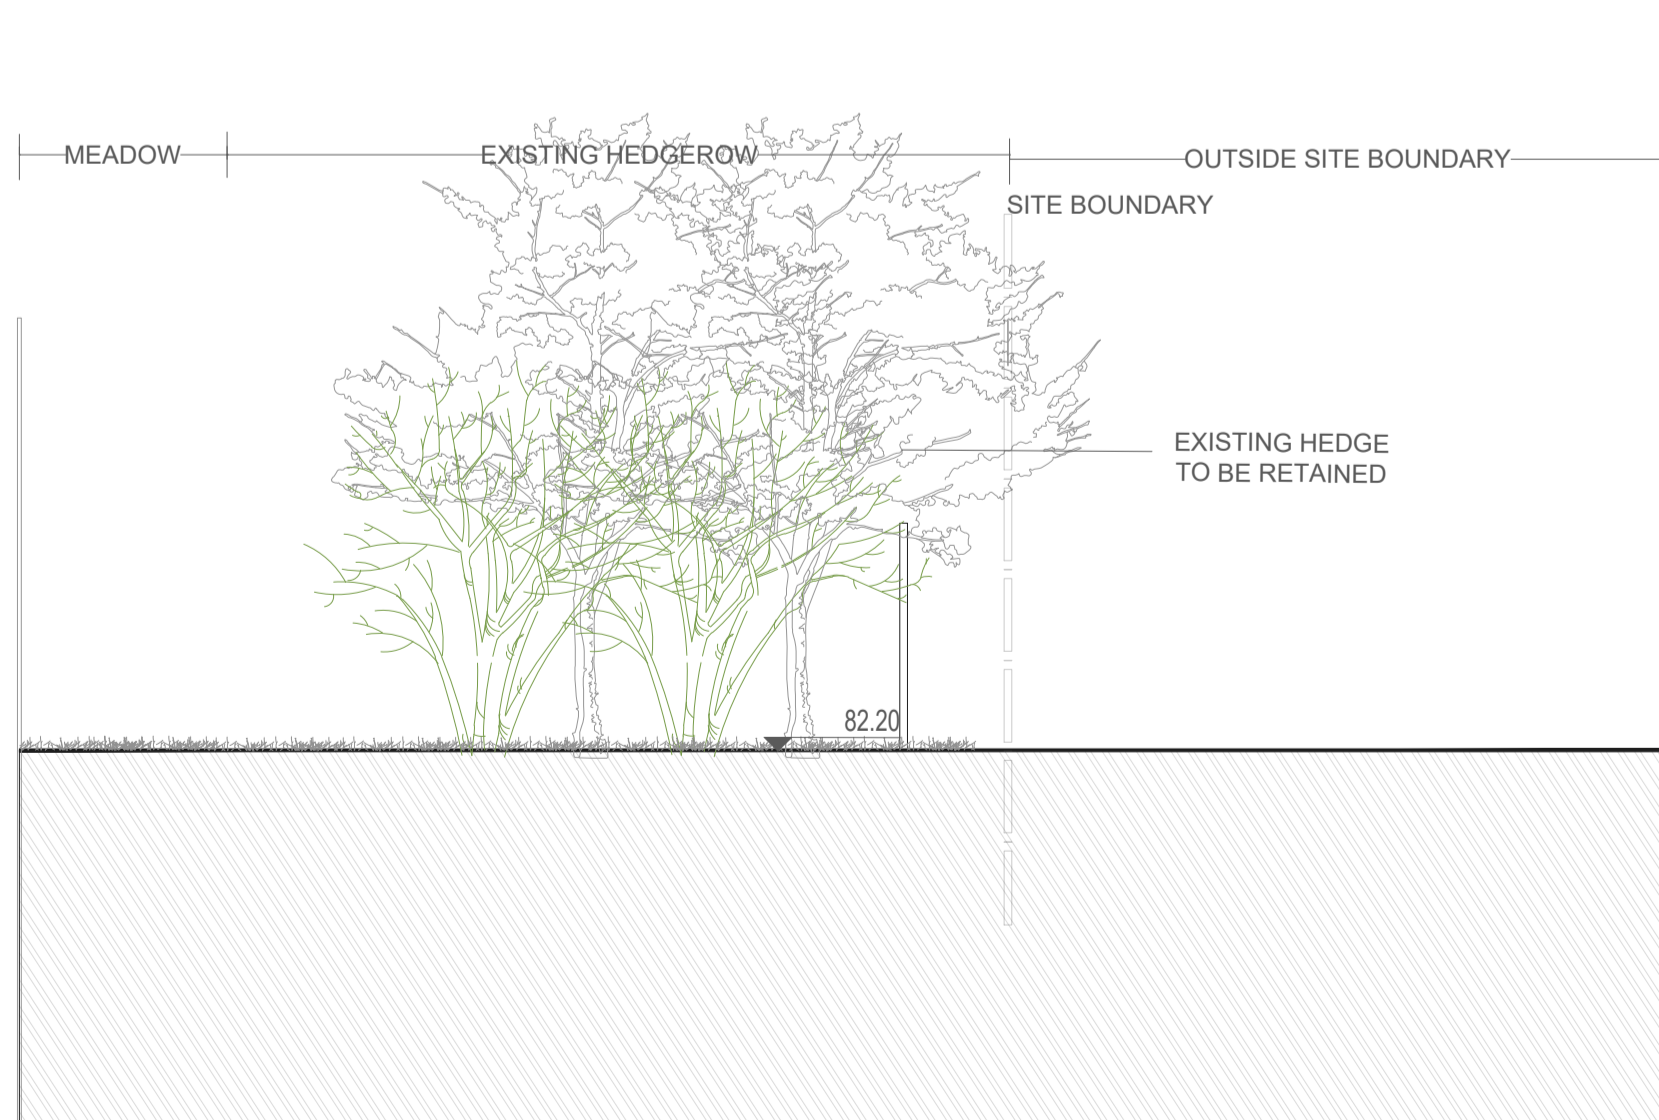 MEADOW
EXISTING HEDGEROW
OUTSIDE SITE BOUNDARY
SITE BOUNDARY
EXISTING HEDGE
TO BE RETAINED
82.20